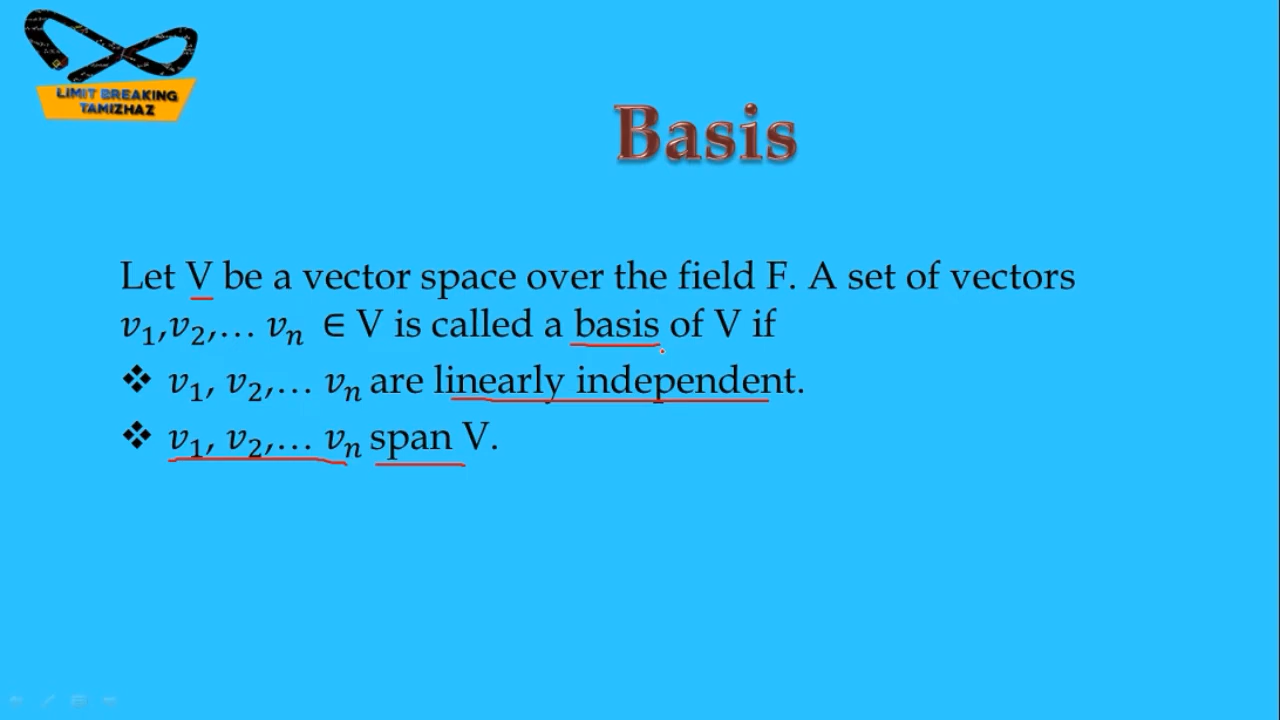 LIMIT BREAKING
TAMIZHAZ
Basis
Let V be a vector space over the field F. A set of vectors
𝑣₁,𝑣₂,… 𝑣ₙ ∈ V is called a basis of V if
❖ 𝑣₁, 𝑣₂,… 𝑣ₙ are linearly independent.
❖ 𝑣₁, 𝑣₂,… 𝑣ₙ span V.